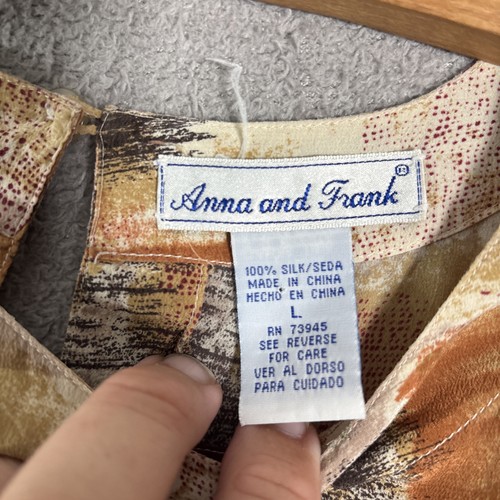 Anna and Frank®
100% SILK/SEDA
MADE IN CHINA
HECHO EN CHINA
L
RN 73945
SEE REVERSE
FOR CARE
VER AL DORSO
PARA CUIDADO